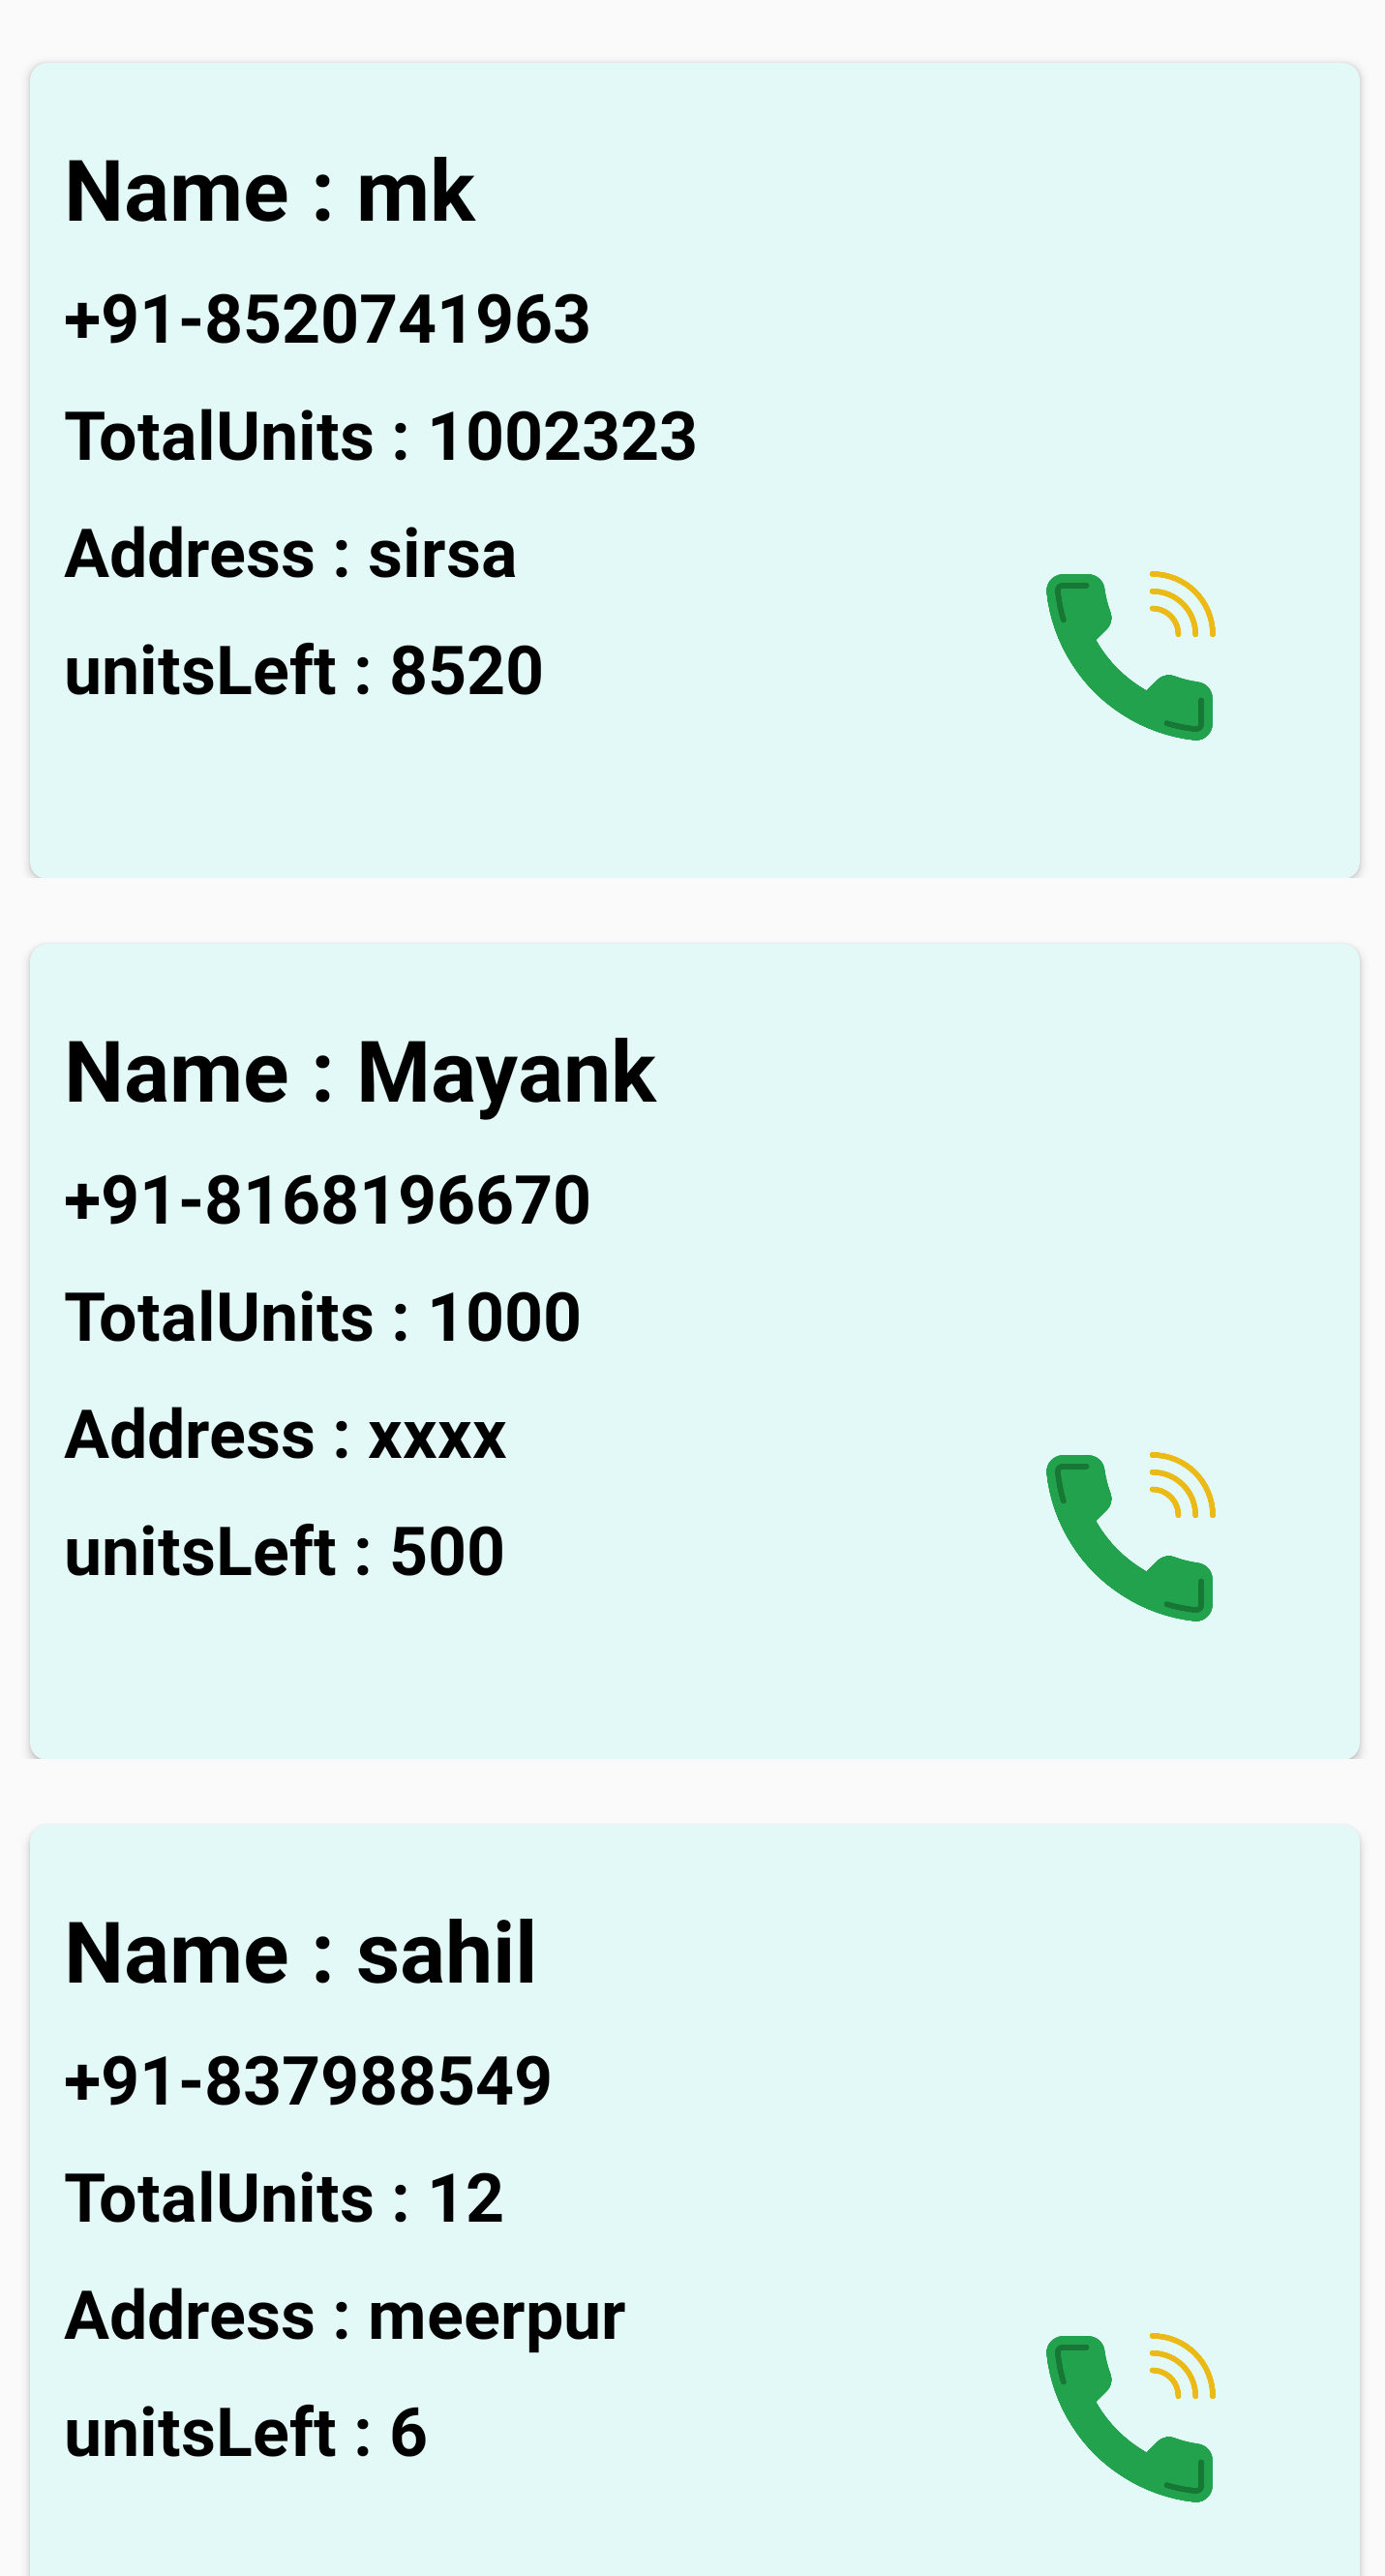 Name : mk
+91-8520741963
TotalUnits : 1002323
Address : sirsa
unitsLeft : 8520
Name : Mayank
+91-8168196670
TotalUnits : 1000
Address : xxxx
unitsLeft : 500
Name : sahil
+91-837988549
TotalUnits : 12
Address : meerpur
unitsLeft : 6